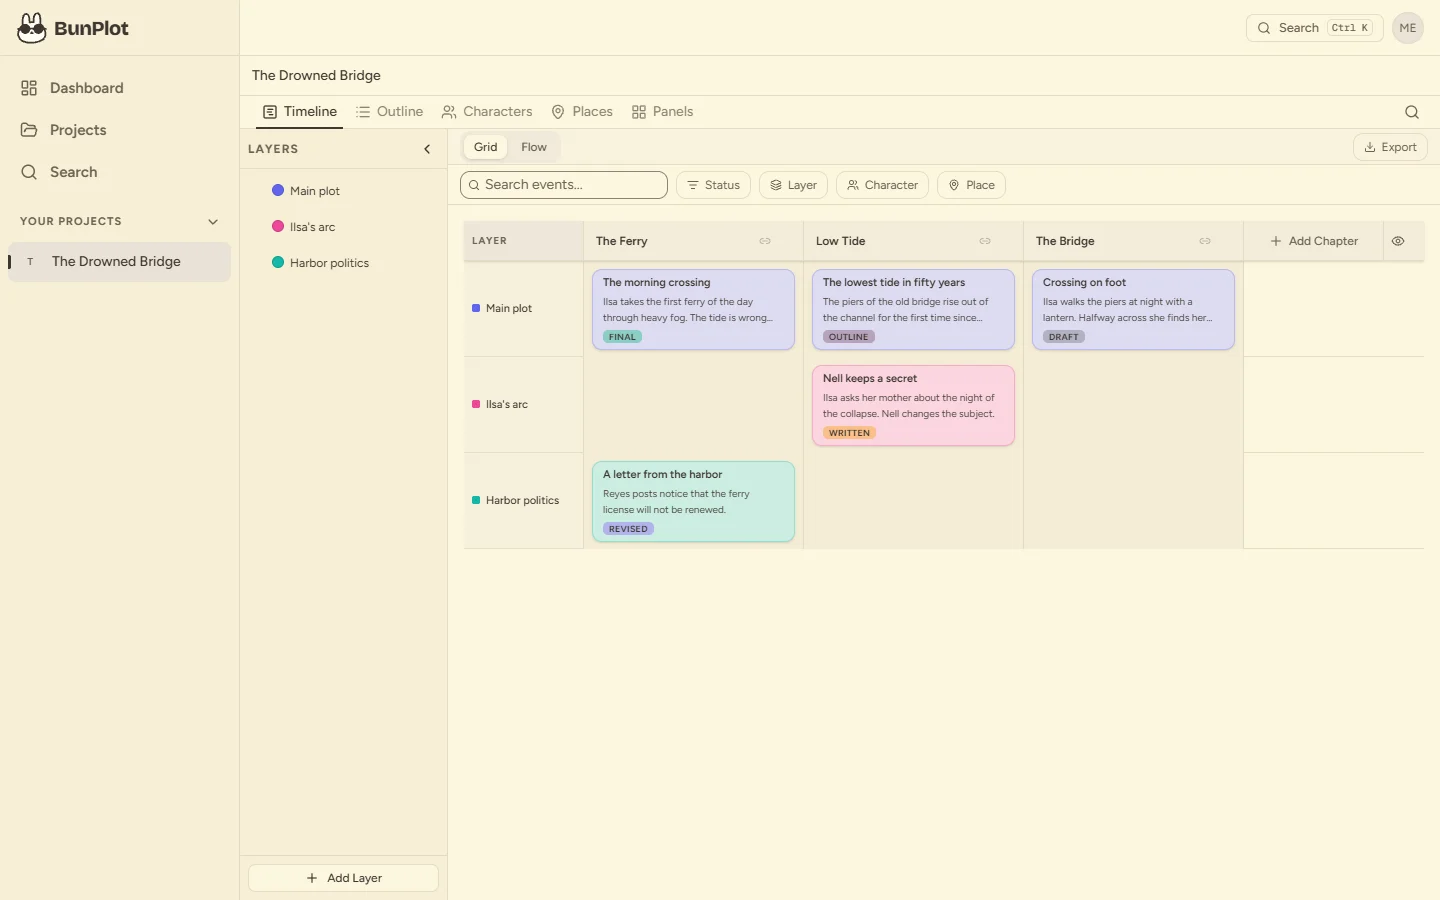 BunPlot
Search Ctrl K
ME
Dashboard
Projects
Search
YOUR PROJECTS
T The Drowned Bridge
The Drowned Bridge
Timeline Outline Characters Places Panels
LAYERS
Main plot
Ilsa's arc
Harbor politics
Add Layer
Grid Flow
Export
Search events...
Status Layer Character Place
LAYER The Ferry Low Tide The Bridge Add Chapter
Main plot
The morning crossing
Ilsa takes the first ferry of the day
through heavy fog. The tide is wrong...
FINAL
The lowest tide in fifty years
The piers of the old bridge rise out of
the channel for the first time since...
OUTLINE
Crossing on foot
Ilsa walks the piers at night with a
lantern. Halfway across she finds her...
DRAFT
Ilsa's arc
Nell keeps a secret
Ilsa asks her mother about the night of
the collapse. Nell changes the subject.
WRITTEN
Harbor politics
A letter from the harbor
Reyes posts notice that the ferry
license will not be renewed.
REVISED